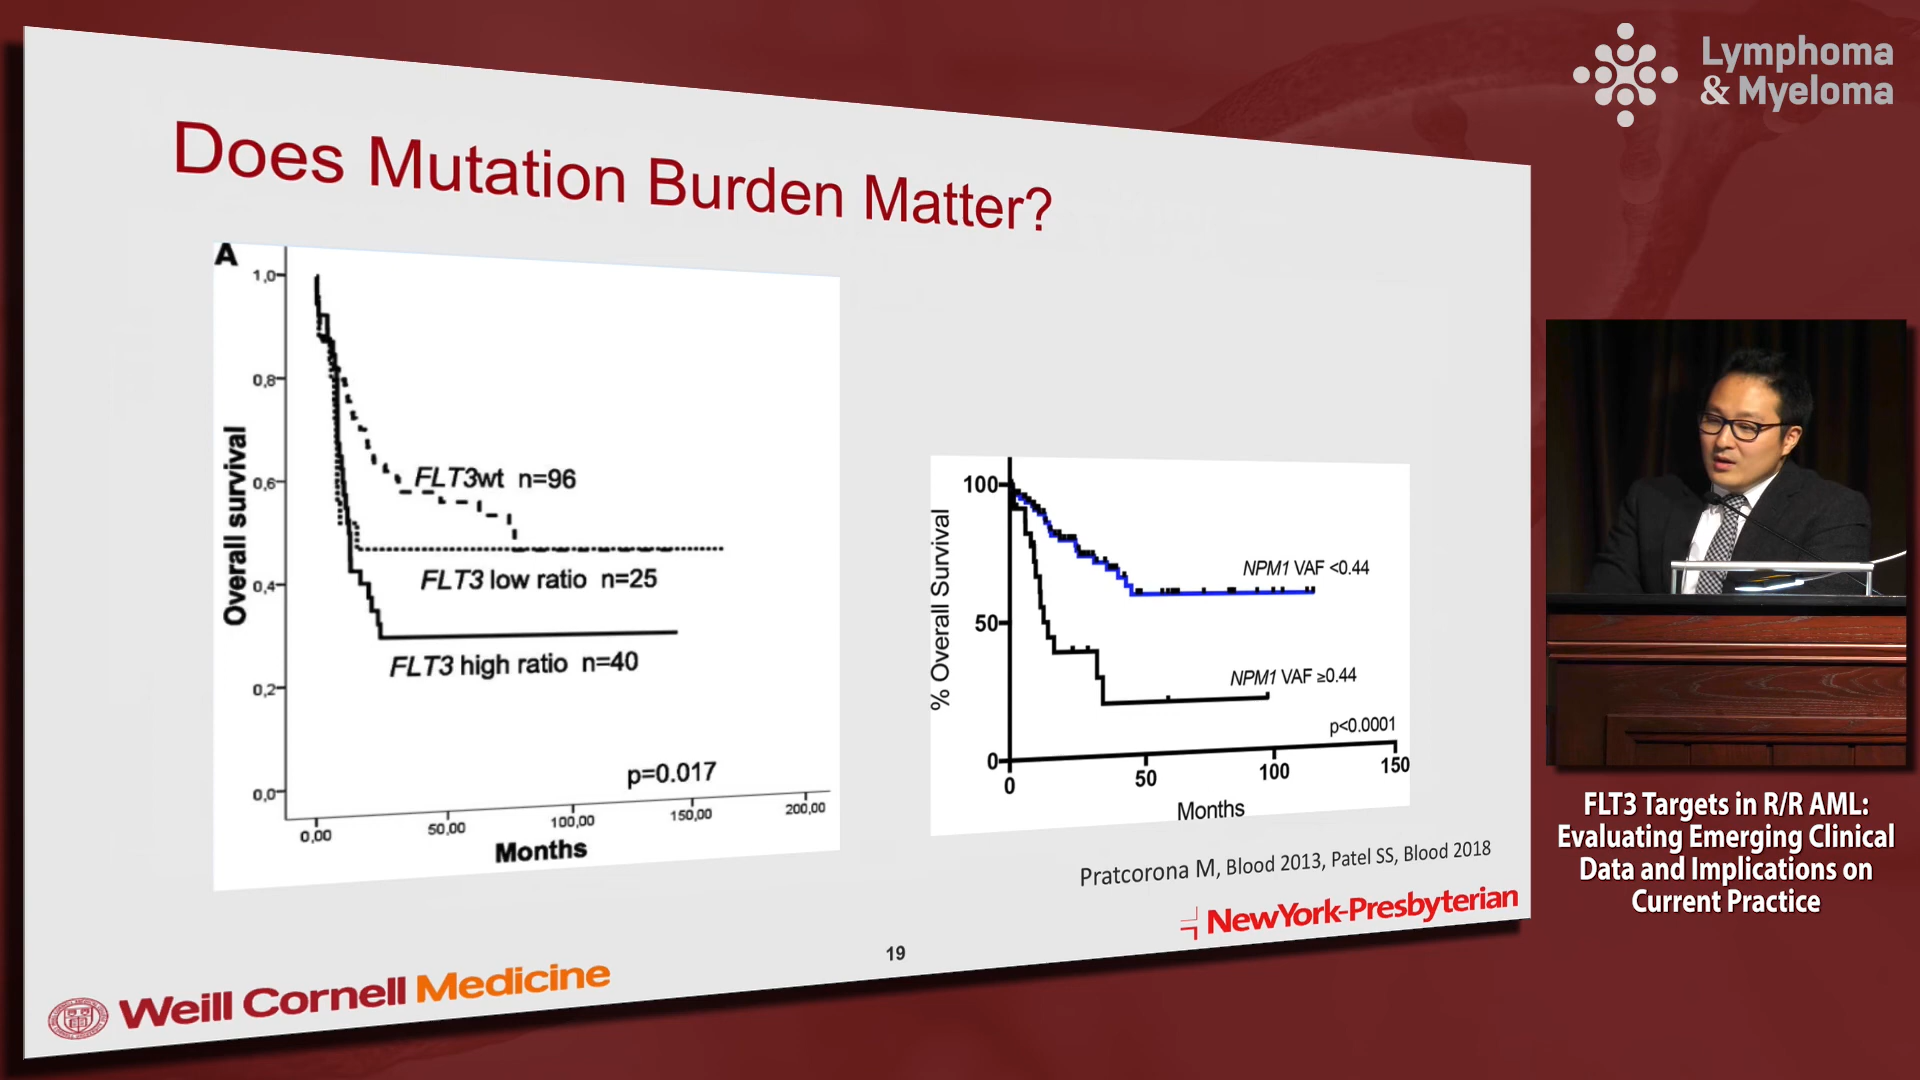 Lymphoma
& Myeloma
Does Mutation Burden Matter?
A
1,0
0,8
0,6
0,4
0,2
0,0
Overall survival
FLT3wt n=96
FLT3 low ratio n=25
FLT3 high ratio n=40
p=0.017
0,00
50,00
100,00
150,00
200,00
Months
100
50
0
% Overall Survival
NPM1 VAF <0.44
NPM1 VAF ≥0.44
p<0.0001
0
50
100
150
Months
Pratcorona M, Blood 2013, Patel SS, Blood 2018
NewYork-Presbyterian
19
Weill Cornell Medicine
FLT3 Targets in R/R AML:
Evaluating Emerging Clinical
Data and Implications on
Current Practice